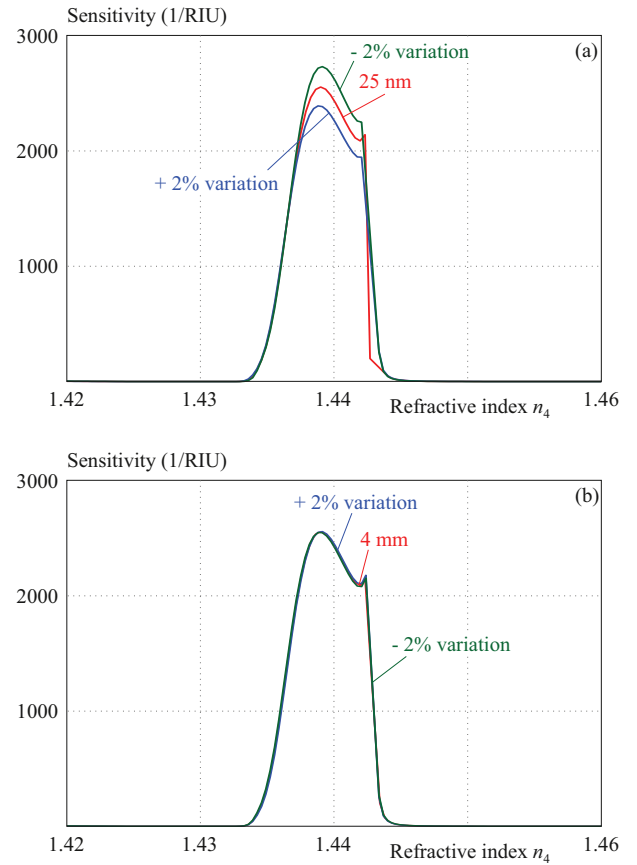 Sensitivity (1/RIU)
3000
(a)
- 2% variation
25 nm
2000
+ 2% variation
1000
1.42
1.43
1.44
1.46
Refractive index n4
Sensitivity (1/RIU)
3000
(b)
+ 2% variation
4 mm
2000
- 2% variation
1000
1.42
1.43
1.44
1.46
Refractive index n4